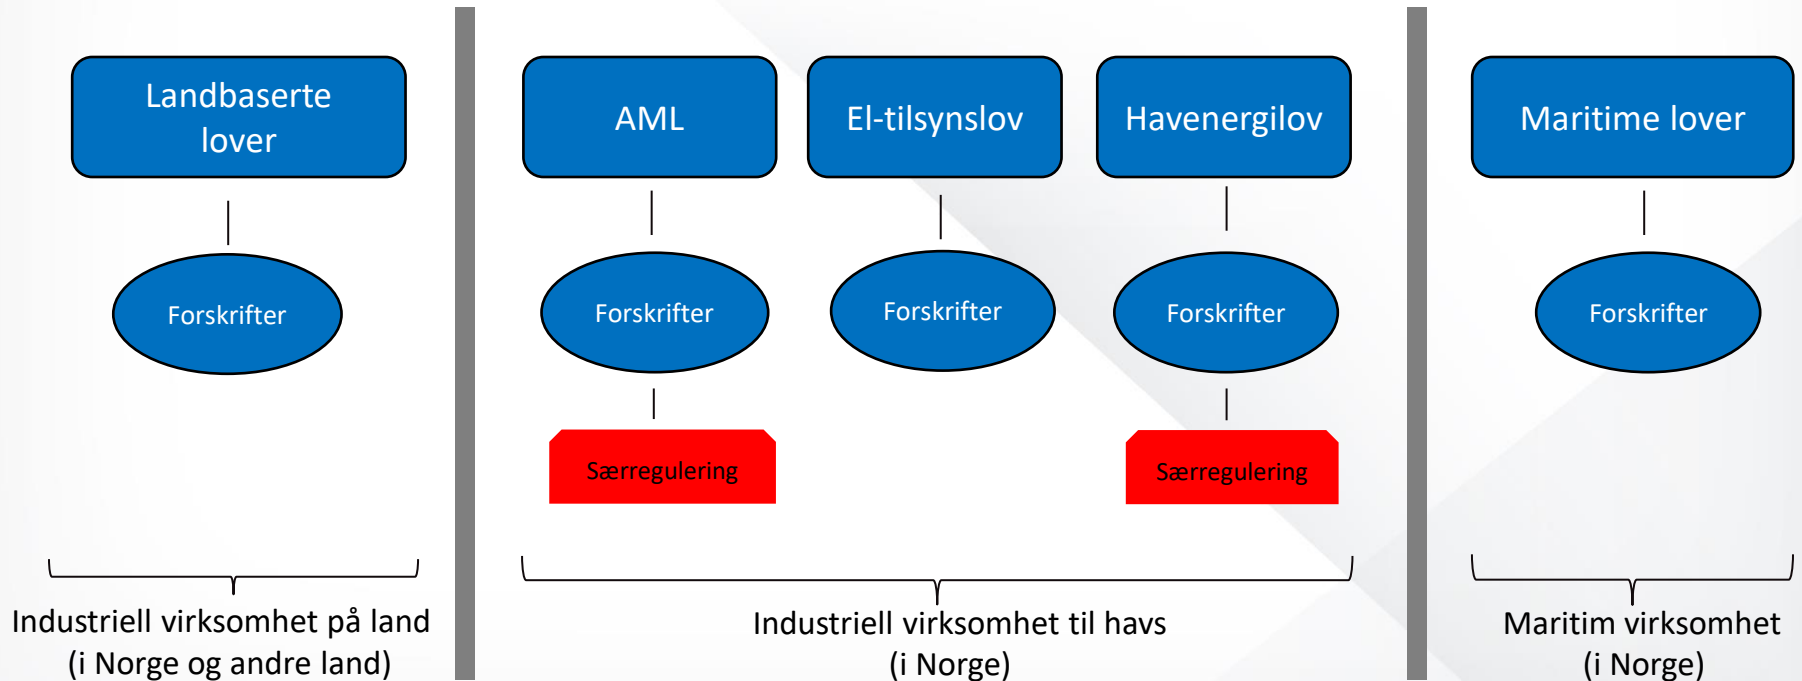 Landbaserte
lover
AML
El-tilsynslov
Havenergilov
Maritime lover
Forskrifter
Forskrifter
Forskrifter
Forskrifter
Forskrifter
Særregulering
Særregulering
Industriell virksomhet på land
(i Norge og andre land)
Industriell virksomhet til havs
(i Norge)
Maritim virksomhet
(i Norge)